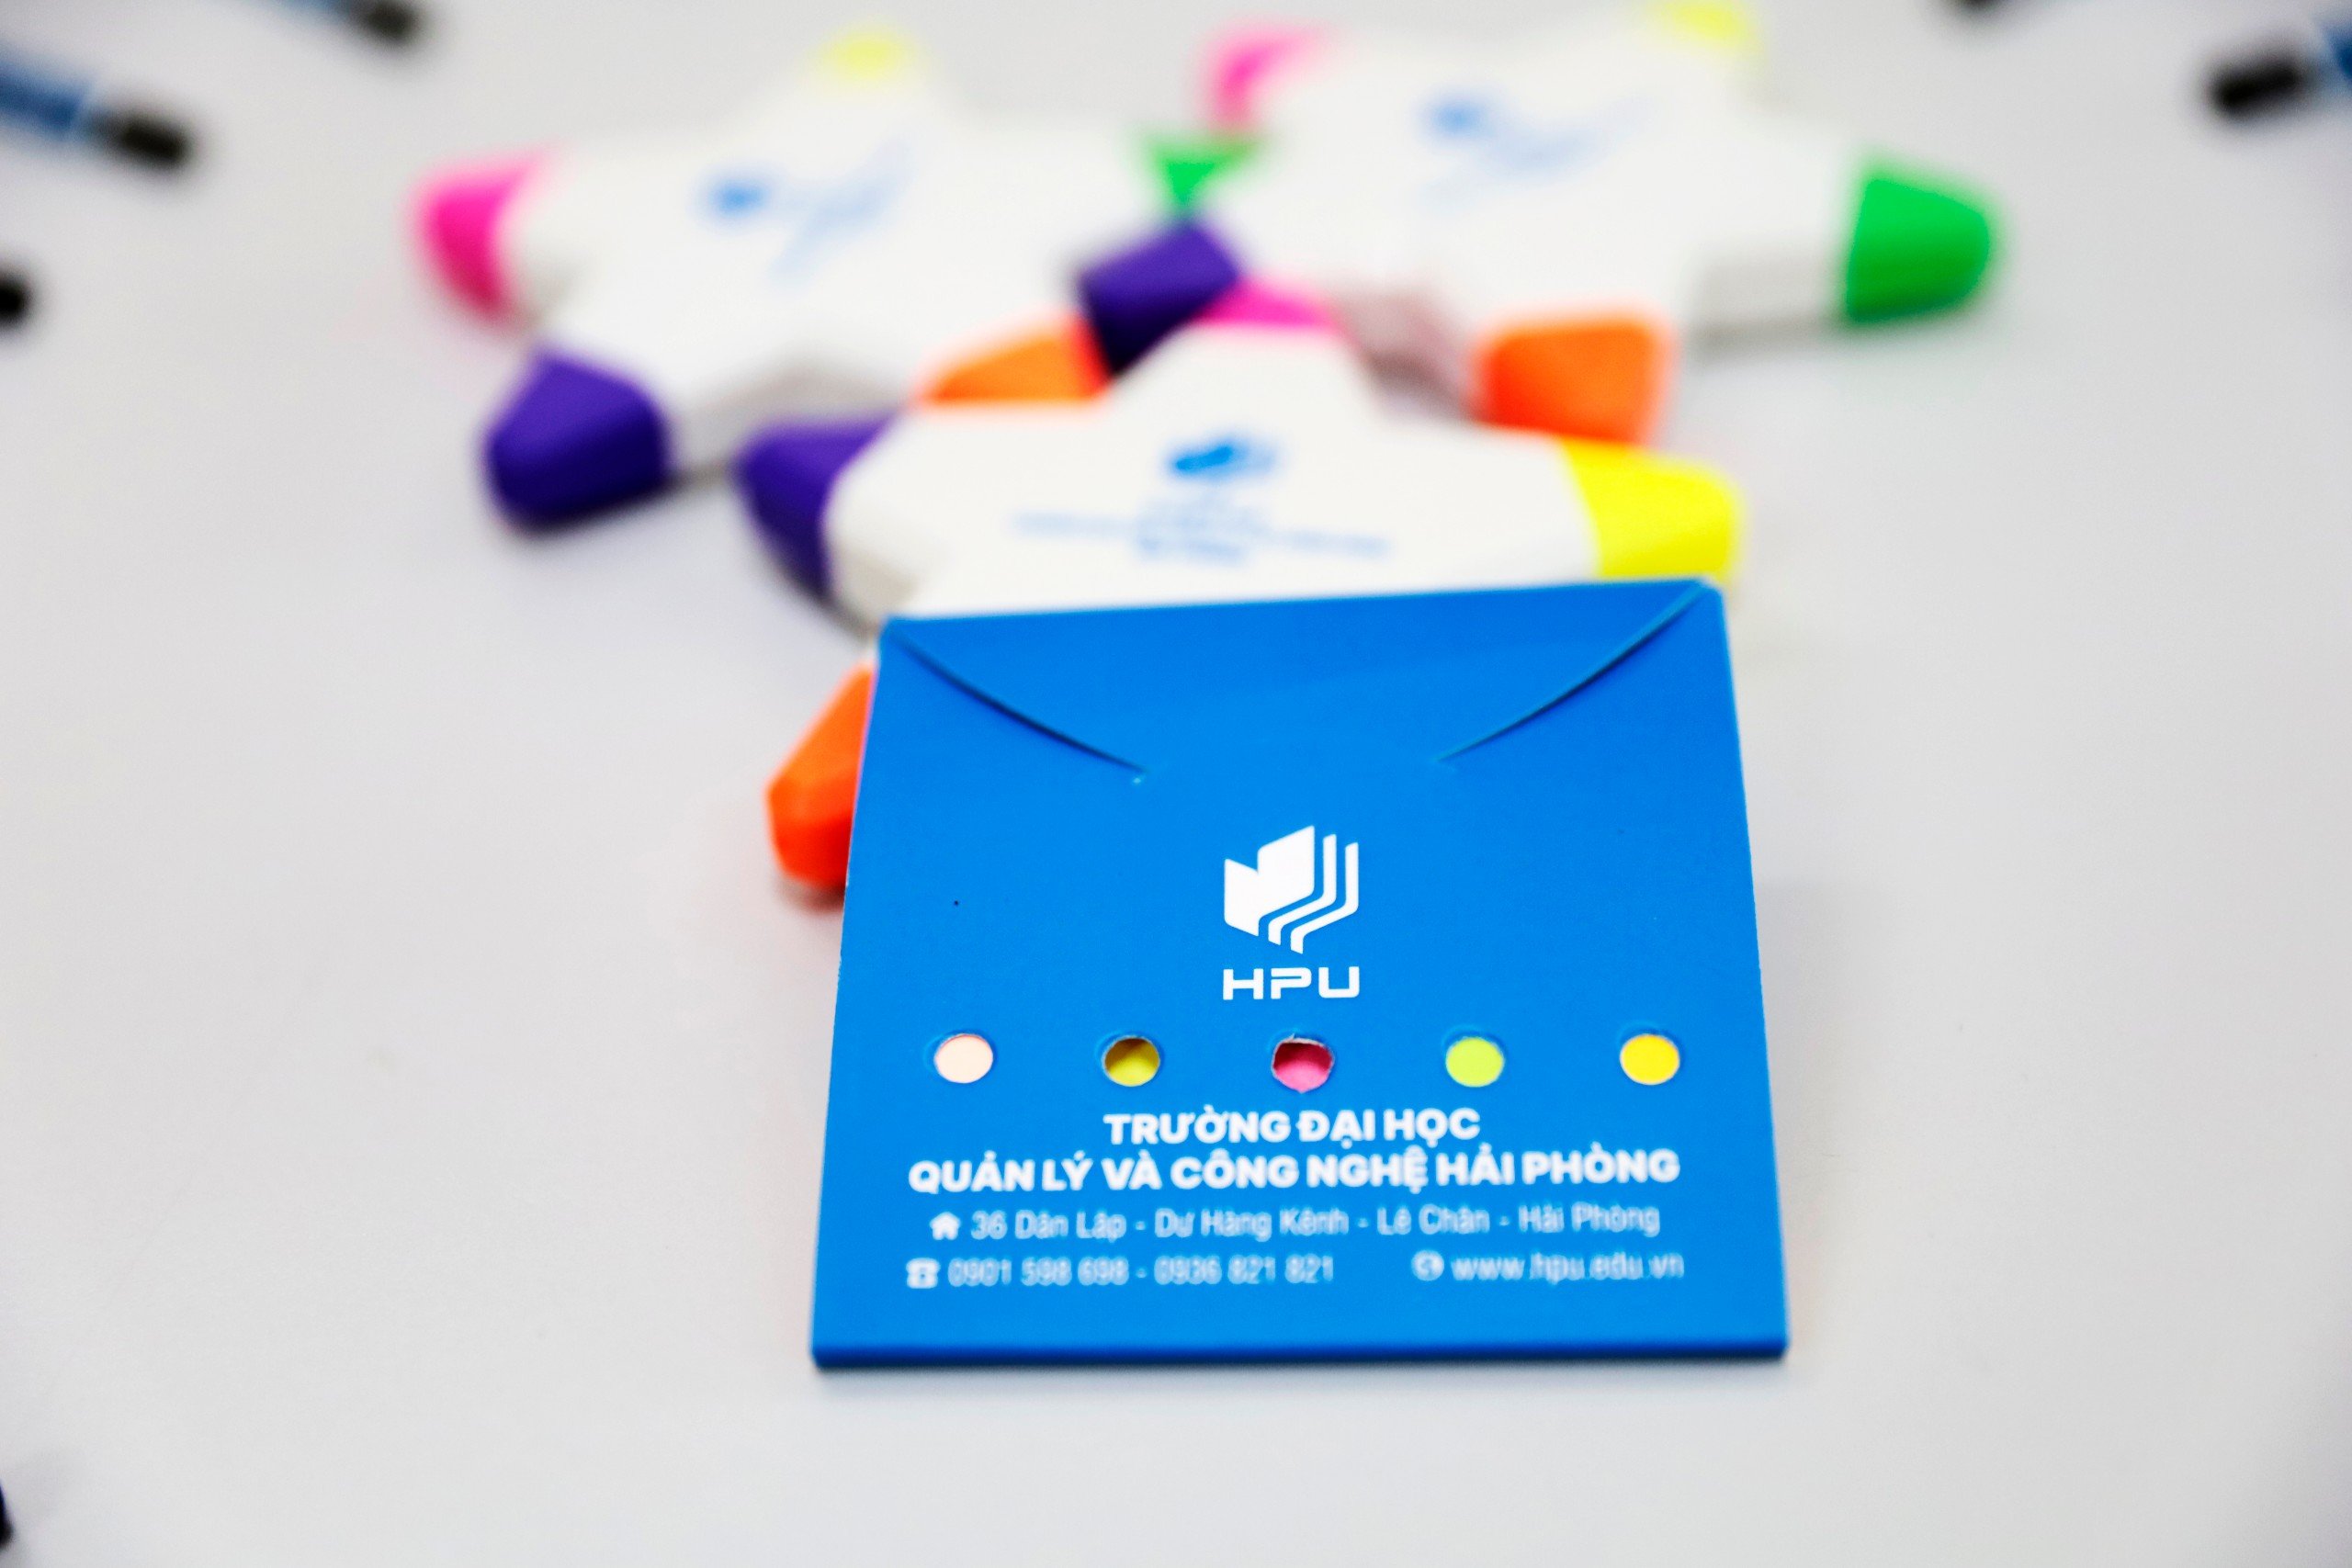 HPU
TRƯỜNG ĐẠI HỌC
QUẢN LÝ VÀ CÔNG NGHỆ HẢI PHÒNG
36 Dân Lập - Dư Hàng Kênh - Lê Chân - Hải Phòng
0901 598 698 - 0936 821 821 www.hpu.edu.vn